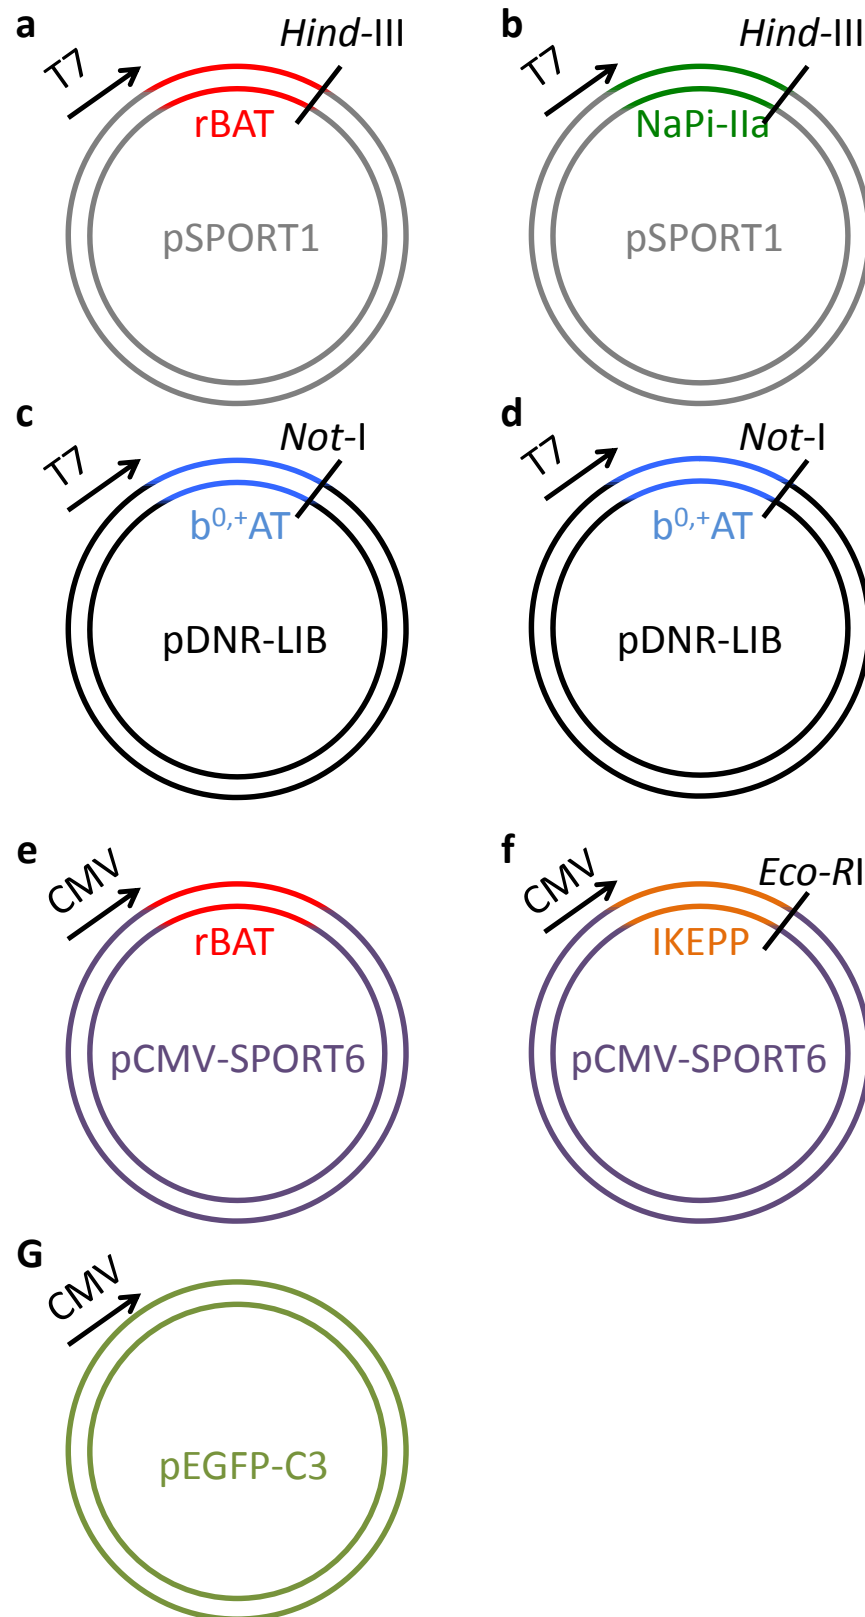 a
T7
Hind-III
rBAT
pSPORT1
b
T7
Hind-III
NaPi-IIa
pSPORT1
c
T7
Not-I
b0,+AT
pDNR-LIB
d
T7
Not-I
b0,+AT
pDNR-LIB
e
CMV
rBAT
pCMV-SPORT6
f
CMV
Eco-RI
IKEPP
pCMV-SPORT6
G
CMV
pEGFP-C3